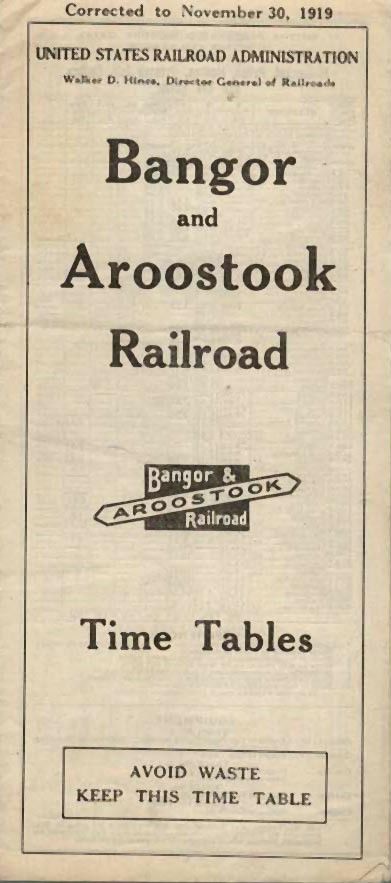 Corrected to November 30, 1919
UNITED STATES RAILROAD ADMINISTRATION
Walker D. Hines, Director General of Railroads
Bangor
and
Aroostook
Railroad
Bangor &
AROOSTOOK
Railroad
Time Tables
AVOID WASTE
KEEP THIS TIME TABLE